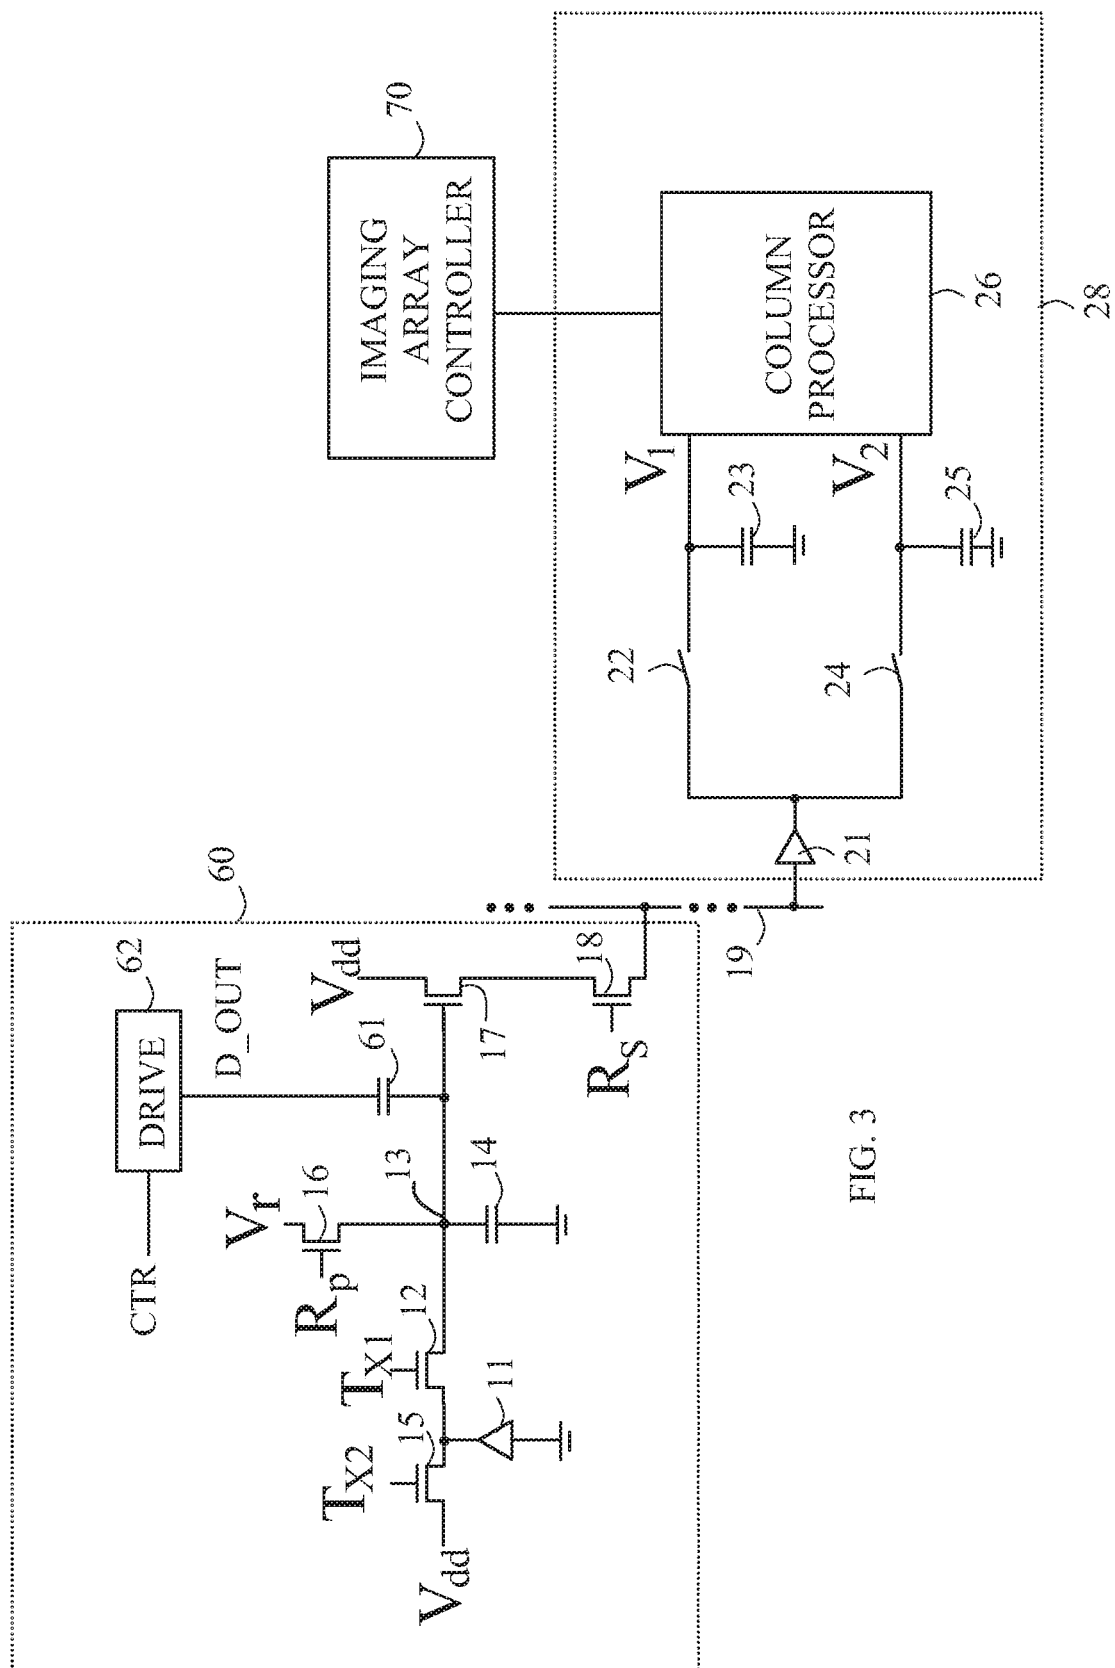 60
62
DRIVE
CTR
D_OUT
61
Vdd
Vr
16
Rp
13
14
17
18
RS
19
TX1
12
TX2
15
11
Vdd
IMAGING
ARRAY
CONTROLLER
70
COLUMN
PROCESSOR
26
28
V1
23
V2
25
22
24
21
FIG. 3